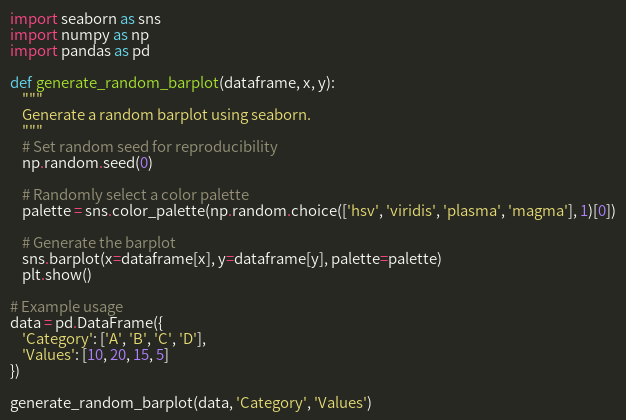 import seaborn as sns
import numpy as np
import pandas as pd
def generate_random_barplot(dataframe, x, y):
"""
Generate a random barplot using seaborn.
"""
# Set random seed for reproducibility
np.random.seed(0)
# Randomly select a color palette
palette = sns.color_palette(np.random.choice(['hsv', 'viridis', 'plasma', 'magma'], 1)[0])
# Generate the barplot
sns.barplot(x=dataframe[x], y=dataframe[y], palette=palette)
plt.show()
# Example usage
data = pd.DataFrame({
'Category': ['A', 'B', 'C', 'D'],
'Values': [10, 20, 15, 5]
})
generate_random_barplot(data, 'Category', 'Values')